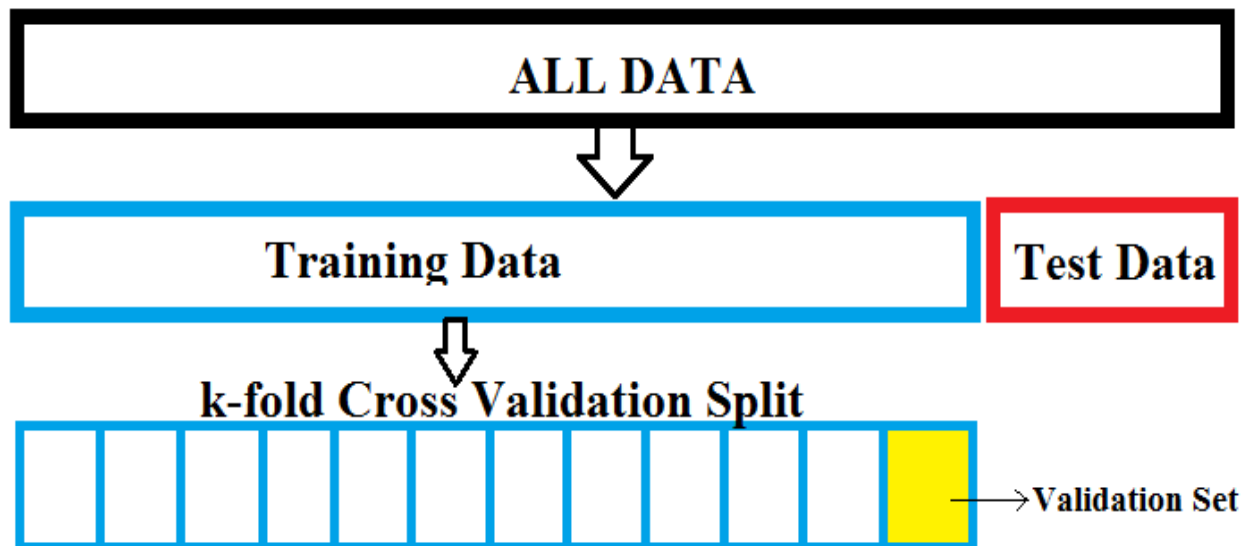 ALL DATA
Training Data
Test Data
k-fold Cross Validation Split
Validation Set